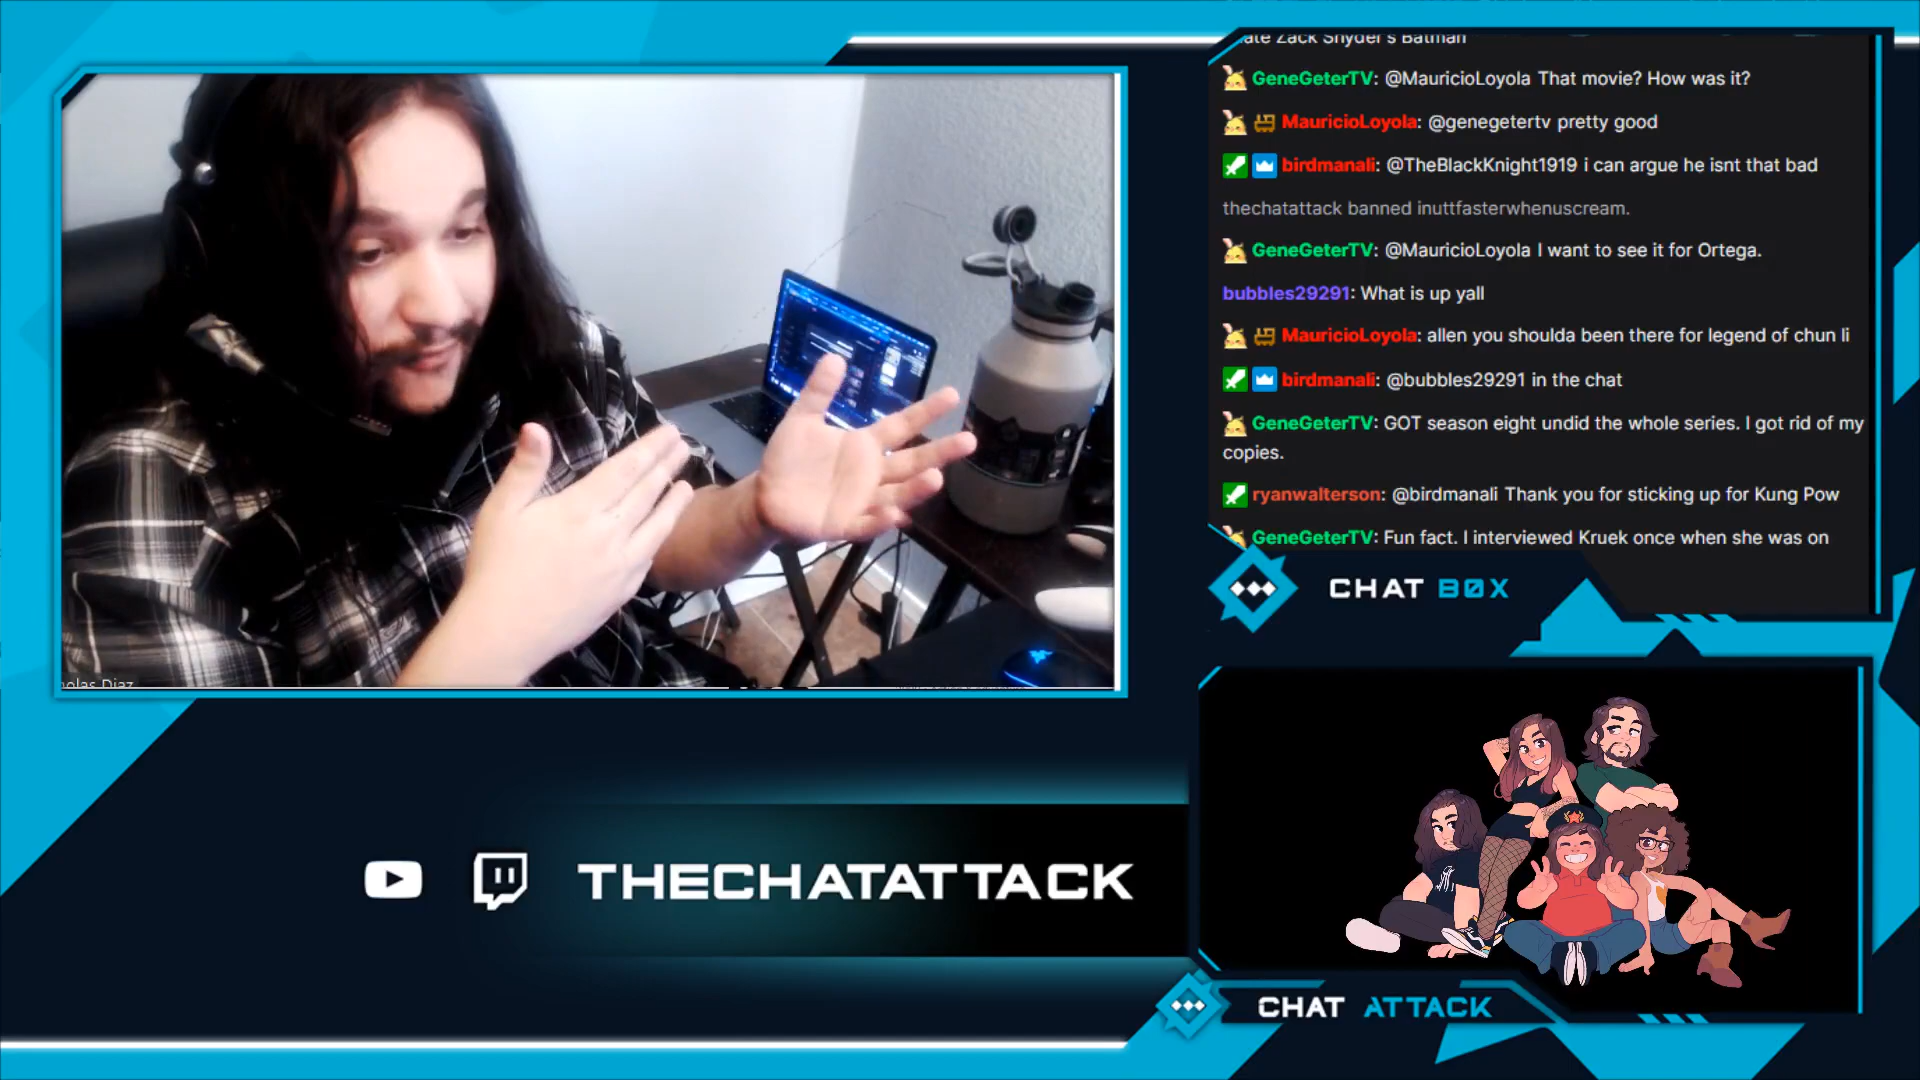 Zack Snyder's Batman
GeneGeterTV: @MauricioLoyola That movie? How was it?
MauricioLoyola: @genegetertv pretty good
birdmanali: @TheBlackKnight1919 i can argue he isnt that bad
thechatattack banned inuttfasterwhenuscream.
GeneGeterTV: @MauricioLoyola I want to see it for Ortega.
bubbles29291: What is up yall
MauricioLoyola: allen you shoulda been there for legend of chun li
birdmanali: @bubbles29291 in the chat
GeneGeterTV: GOT season eight undid the whole series. I got rid of my
copies.
ryanwalterson: @birdmanali Thank you for sticking up for Kung Pow
GeneGeterTV: Fun fact. I interviewed Kruek once when she was on
CHAT BOX
Diaz
THECHATATTACK
CHAT ATTACK